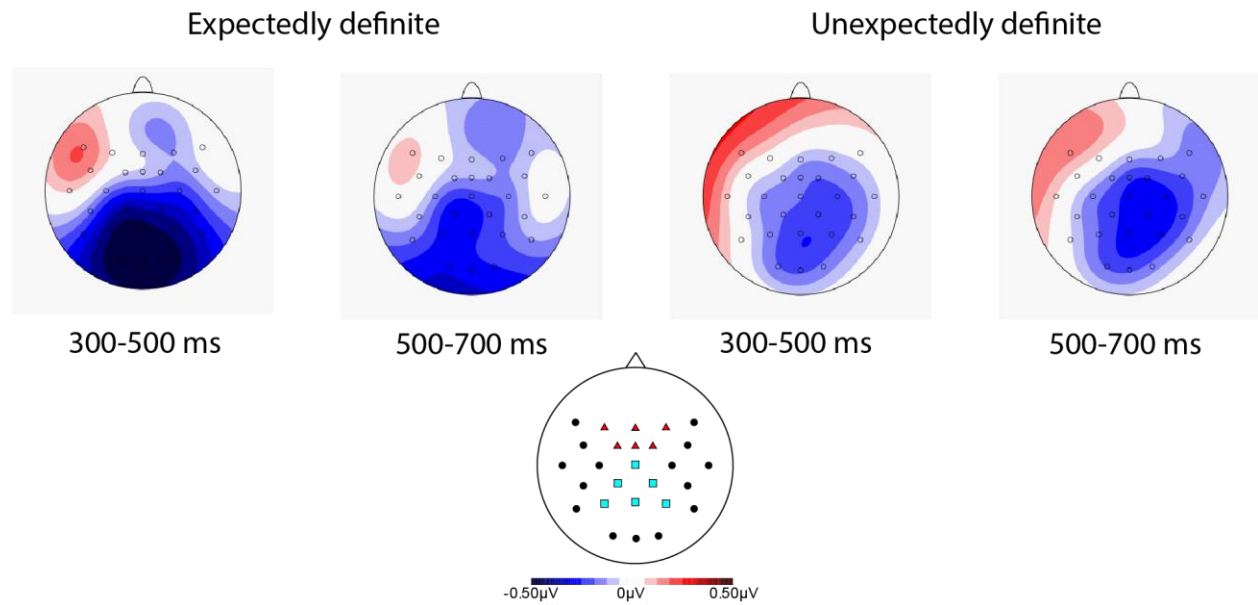 Expectedly definite
Unexpectedly definite
300-500 ms
500-700 ms
300-500 ms
500-700 ms
-0.50µV
0µV
0.50µV